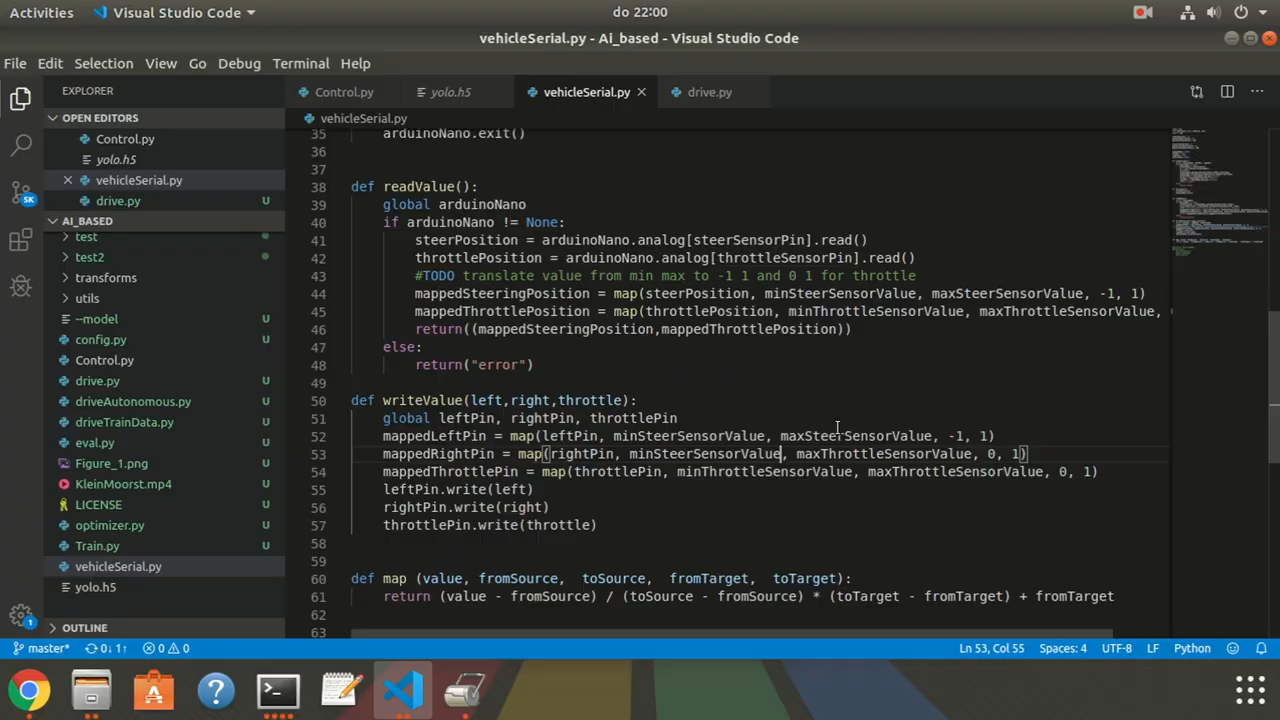 Activities
Visual Studio Code
do 22:00
vehicleSerial.py - Ai_based - Visual Studio Code
File Edit Selection View Go Debug Terminal Help
EXPLORER
OPEN EDITORS
Control.py
yolo.h5
vehicleSerial.py
drive.py U
AI_BASED
test
test2
transforms
utils
--model
config.py U
Control.py
drive.py U
driveAutonomous.py U
driveTrainData.py U
eval.py U
Figure_1.png U
KleinMoorst.mp4 U
LICENSE U
optimizer.py U
Train.py U
vehicleSerial.py
yolo.h5
OUTLINE
5K
1
Control.py yolo.h5 vehicleSerial.py drive.py
vehicleSerial.py
35 arduinoNano.exit()
36
37
38 def readValue():
39 global arduinoNano
40 if arduinoNano != None:
41 steerPosition = arduinoNano.analog[steerSensorPin].read()
42 throttlePosition = arduinoNano.analog[throttleSensorPin].read()
43 #TODO translate value from min max to -1 1 and 0 1 for throttle
44 mappedSteeringPosition = map(steerPosition, minSteerSensorValue, maxSteerSensorValue, -1, 1)
45 mappedThrottlePosition = map(throttlePosition, minThrottleSensorValue, maxThrottleSensorValue,
46 return((mappedSteeringPosition,mappedThrottlePosition))
47 else:
48 return("error")
49
50 def writeValue(left,right,throttle):
51 global leftPin, rightPin, throttlePin
52 mappedLeftPin = map(leftPin, minSteerSensorValue, maxSteerSensorValue, -1, 1)
53 mappedRightPin = map(rightPin, minSteerSensorValue, maxThrottleSensorValue, 0, 1)
54 mappedThrottlePin = map(throttlePin, minThrottleSensorValue, maxThrottleSensorValue, 0, 1)
55 leftPin.write(left)
56 rightPin.write(right)
57 throttlePin.write(throttle)
58
59
60 def map (value, fromSource, toSource, fromTarget, toTarget):
61 return (value - fromSource) / (toSource - fromSource) * (toTarget - fromTarget) + fromTarget
62
63
master* 0↓ 1↑ 0 0 Ln 53, Col 55 Spaces: 4 UTF-8 LF Python